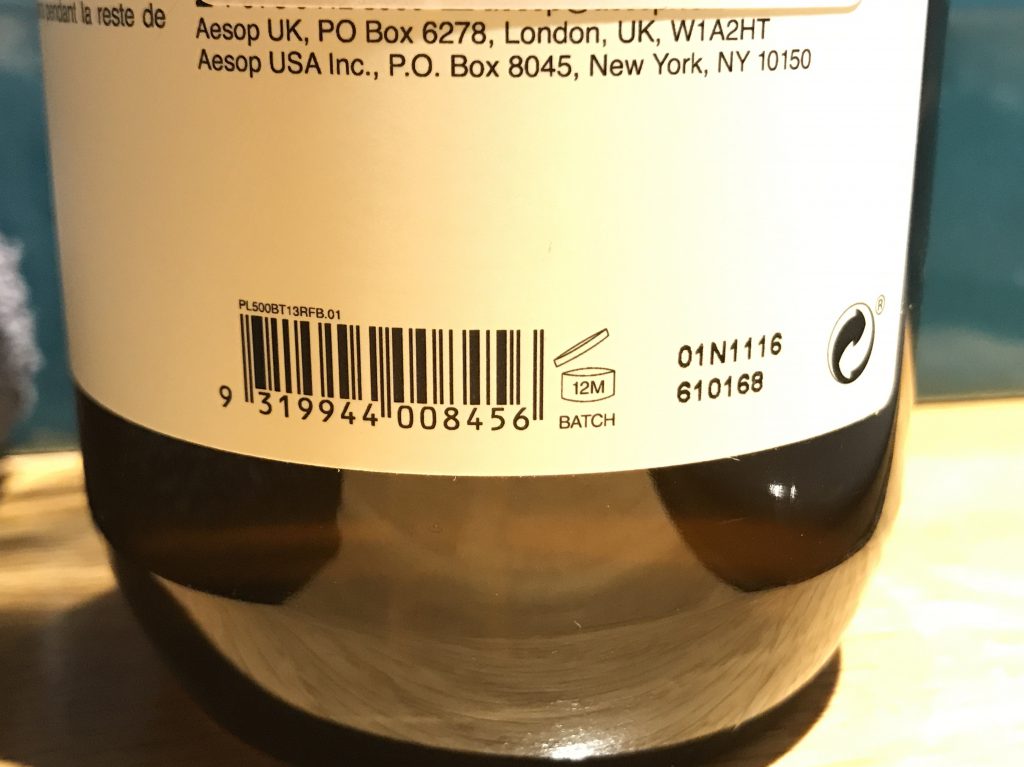 pendant la reste de
Aesop UK, PO Box 6278, London, UK, W1A2HT
Aesop USA Inc., P.O. Box 8045, New York, NY 10150
PL500BT13RFB.01
9 319944 008456
12M
BATCH
01N1116
610168
®